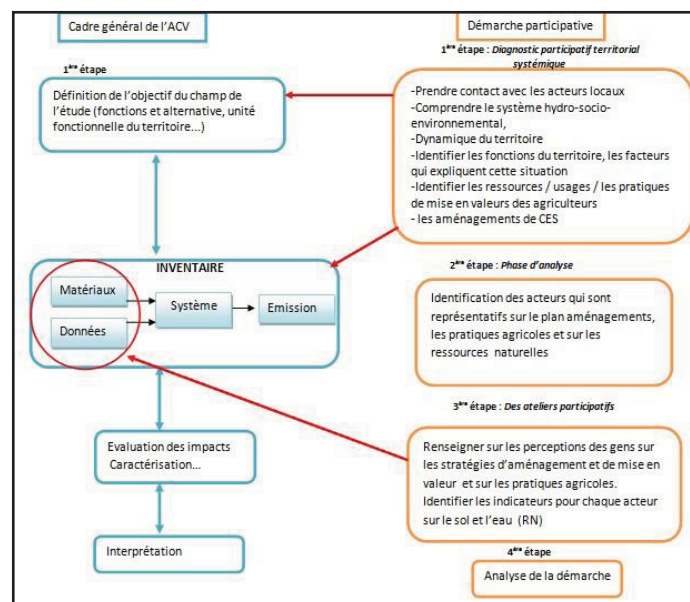 Cadre général de l'ACV
1ère étape
Définition de l'objectif du champ de
l'étude (fonctions et alternative, unité
fonctionnelle du territoire...)
INVENTAIRE
Matériaux
Données
Système
Emission
Evaluation des impacts
Caractérisation...
Interprétation
Démarche participative
1ère étape : Diagnostic participatif territorial
systémique
-Prendre contact avec les acteurs locaux
-Comprendre le système hydro-socio-
environnemental,
-Dynamique du territoire
-Identifier les fonctions du territoire, les facteurs
qui expliquent cette situation
-Identifier les ressources / usages / les pratiques
de mise en valeurs des agriculteurs
- les aménagements de CES
2ère étape : Phase d'analyse
Identification des acteurs qui sont
représentatifs sur le plan aménagements,
les pratiques agricoles et sur les
ressources naturelles
3ère étape : Des ateliers participatifs
Renseigner sur les perceptions des gens sur
les stratégies d'aménagement et de mise en
valeur et sur les pratiques agricoles.
Identifier les indicateurs pour chaque acteur
sur le sol et l'eau (RN)
4ère étape
Analyse de la démarche